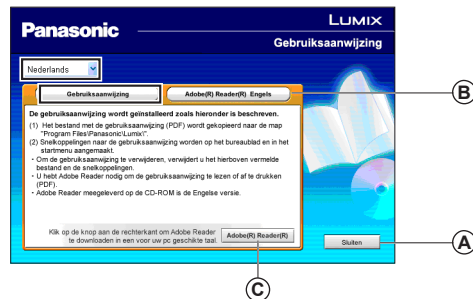 Panasonic
LUMIX
Gebruiksaanwijzing
Nederlands
Gebruiksaanwijzing
Adobe(R) Reader(R) Engels
B
De gebruiksaanwijzing wordt geïnstalleerd zoals hieronder is beschreven.
(1) Het bestand met de gebruiksaanwijzing (PDF) wordt gekopieerd naar de map
"Program Files\Panasonic\Lumix\".
(2) Snelkoppelingen naar de gebruiksaanwijzing worden op het bureaublad en in het
startmenu aangemaakt.
· Om de gebruiksaanwijzing te verwijderen, verwijdert u het hierboven vermelde
bestand en de snelkoppelingen.
· U hebt Adobe Reader nodig om de gebruiksaanwijzing te lezen of af te drukken
(PDF).
· Adobe Reader meegeleverd op de CD-ROM is de Engelse versie.
Klik op de knop aan de rechterkant om Adobe Reader
te downloaden in een voor uw pc geschikte taal.
Adobe(R) Reader(R)
Sluiten
A
C